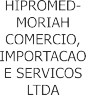 HIPROMED-
MORIAH
COMERCIO,
IMPORTACAO
E SERVICOS
LTDA